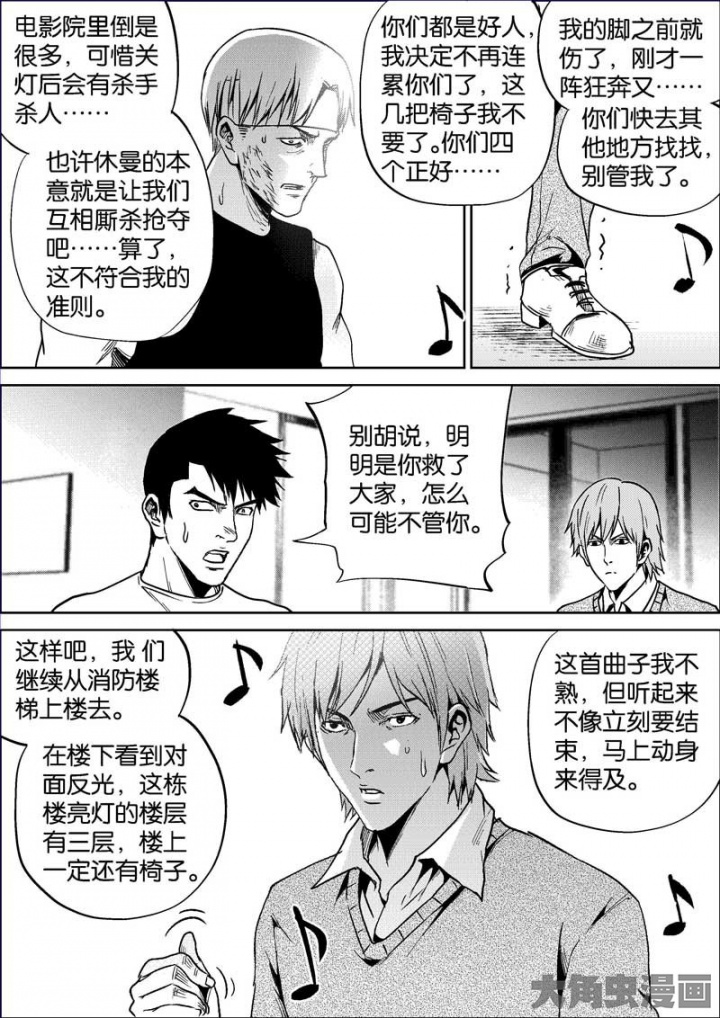 电影院里倒是
很多，可惜关
灯后会有杀手
杀人……
也许休曼的本
意就是让我们
互相厮杀抢夺
吧……算了，
这不符合我的
准则。
你们都是好人，
我决定不再连
累你们了，这
几把椅子我不
要了。你们四
个正好……
我的脚之前就
伤了，刚才一
阵狂奔又……
你们快去其
他地方找找，
别管我了。
别胡说，明
明是你救了
大家，怎么
可能不管你。
这样吧，我们
继续从消防楼
梯上楼去。
在楼下看到对
面反光，这栋
楼亮灯的楼层
有三层，楼上
一定还有椅子。
这首曲子我不
熟，但听起来
不像立刻要结
束，马上动身
来得及。
大角虫漫画